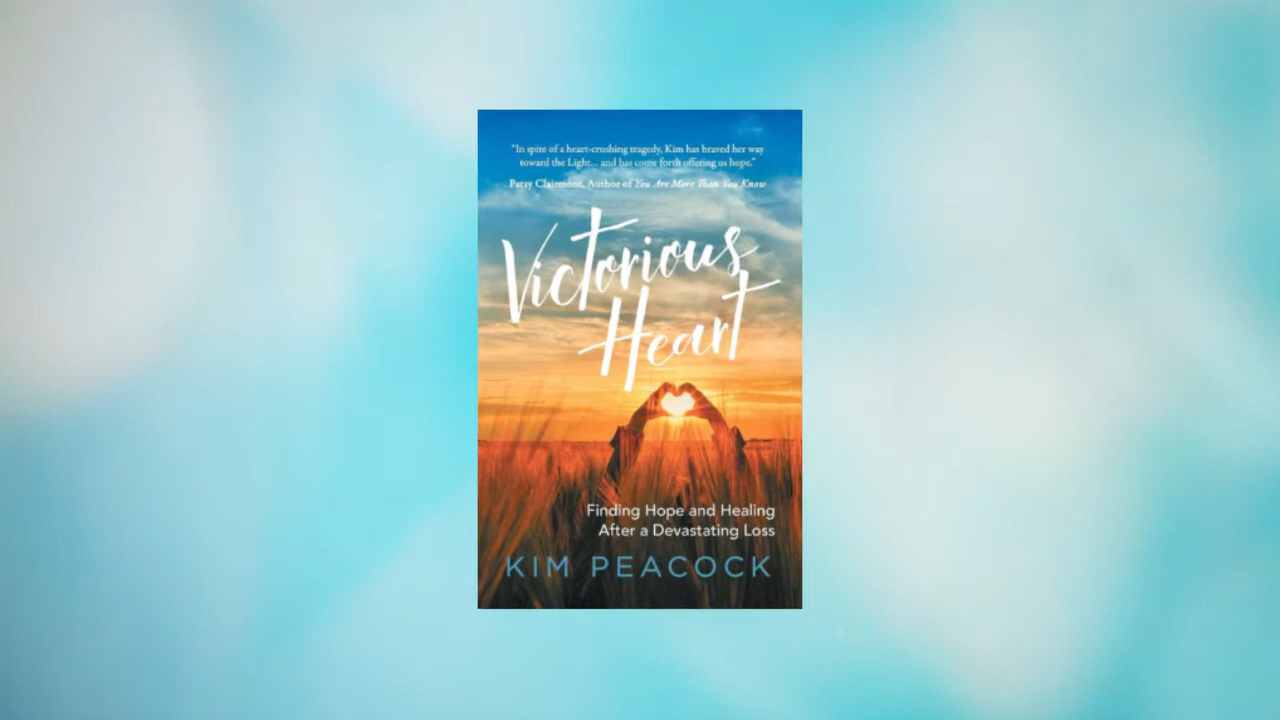 "In spite of a heart-crushing tragedy, Kim has braved her way
toward the Light... and has come forth offering us hope."
Patsy Clairmont, Author of You Are More Than You Know
Victorious
Heart
Finding Hope and Healing
After a Devastating Loss
KIM PEACOCK